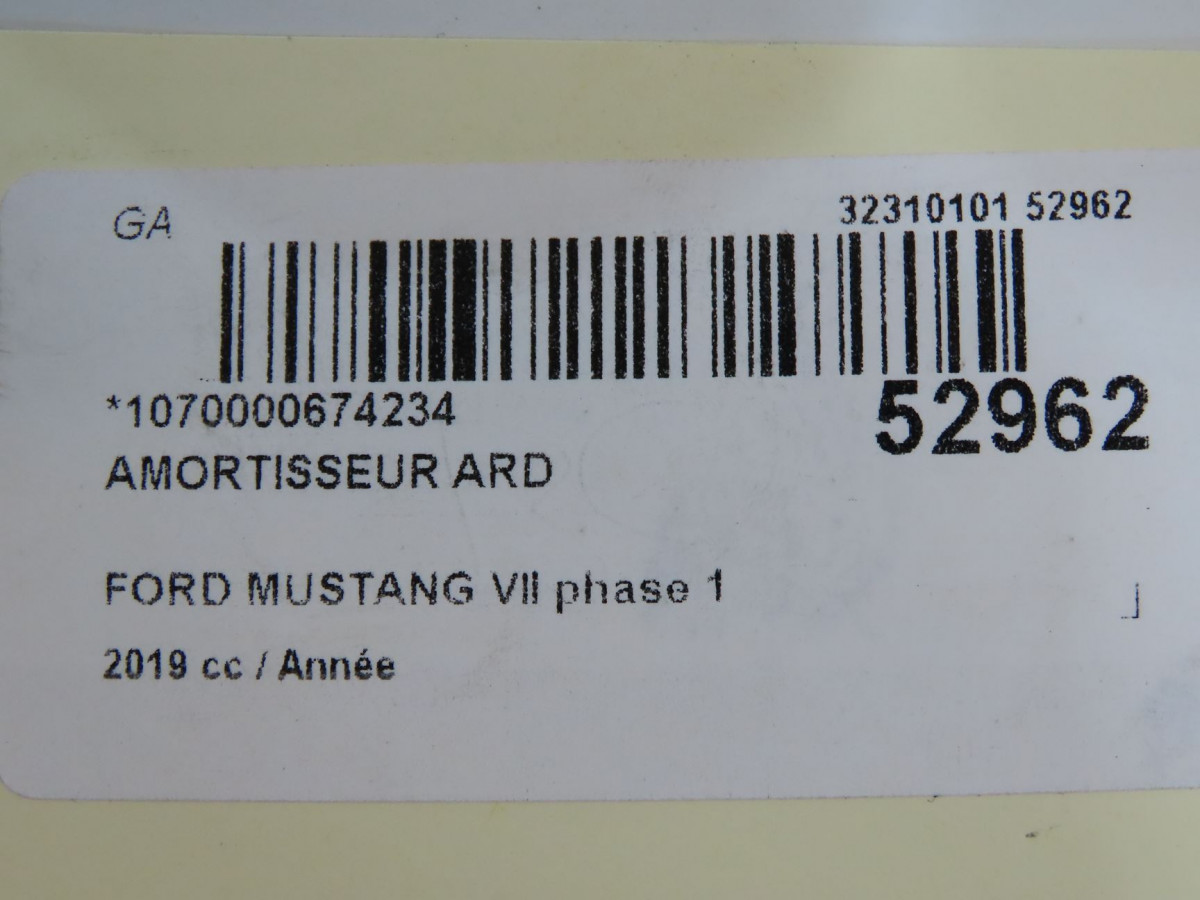 GA
32310101 52962
*1070000674234
52962
AMORTISSEUR ARD
FORD MUSTANG VII phase 1
2019 cc / Année